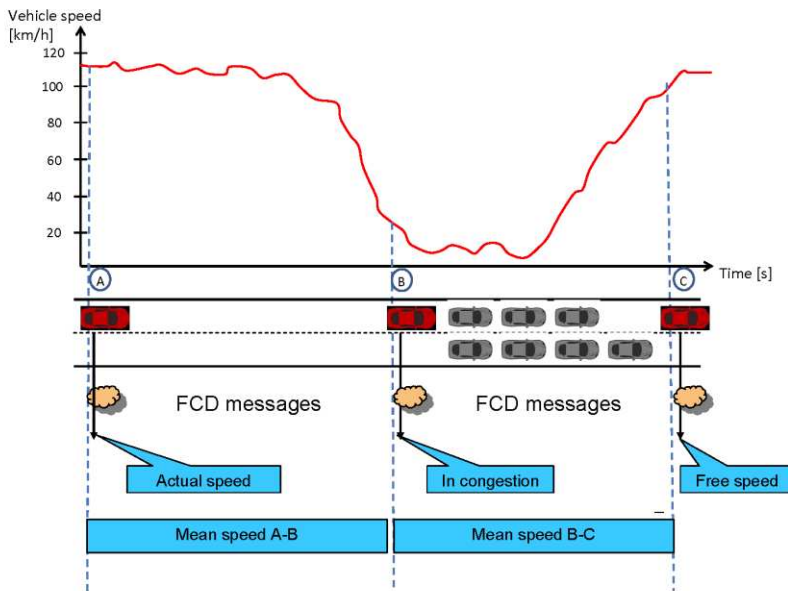 Vehicle speed
[km/h]
120
100
80
60
40
20
Time [s]
A
B
C
FCD messages
FCD messages
Actual speed
In congestion
Free speed
Mean speed A-B
Mean speed B-C